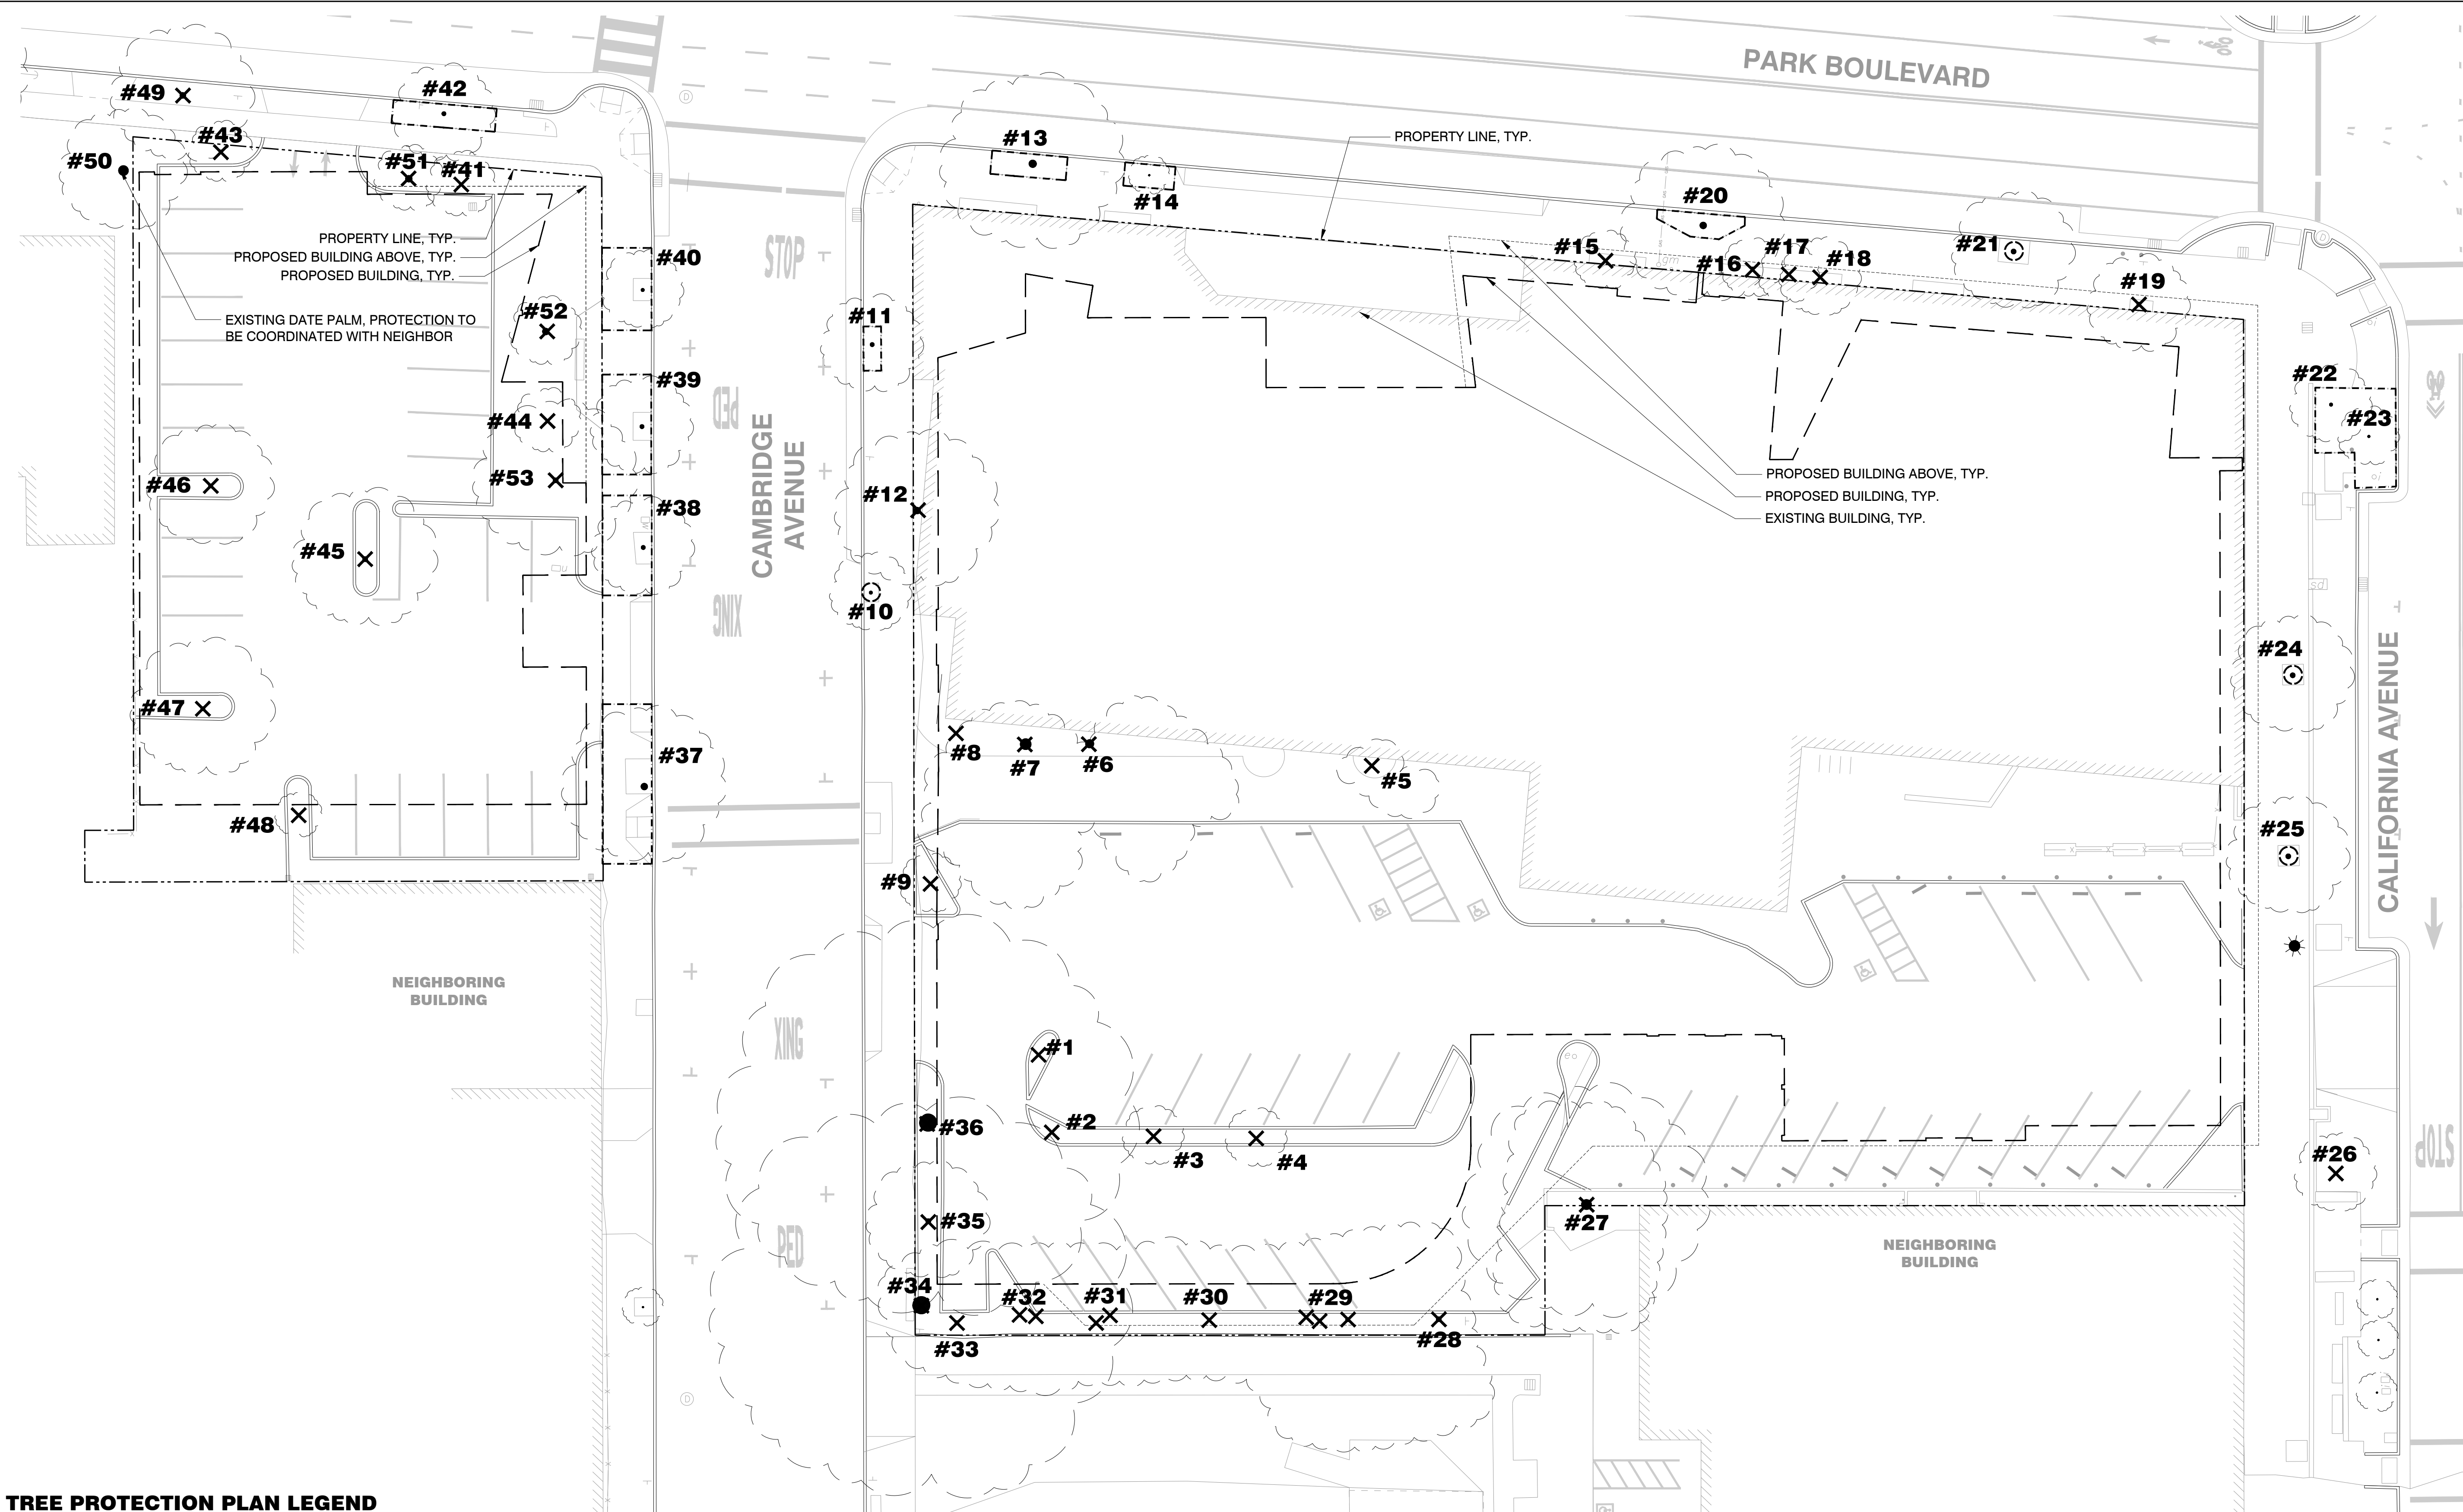 PARK BOULEVARD
#49
#42
#43
#50
#51
#41
#13
#14
PROPERTY LINE, TYP.
#20
#15
#16
#17
#18
#21
#19
PROPERTY LINE, TYP.
PROPOSED BUILDING ABOVE, TYP.
PROPOSED BUILDING, TYP.
#40
STOP
EXISTING DATE PALM, PROTECTION TO
BE COORDINATED WITH NEIGHBOR
#52
#11
#39
PED
#22
#23
#44
CAMBRIDGE
AVENUE
#46
#53
#12
#38
PROPOSED BUILDING ABOVE, TYP.
PROPOSED BUILDING, TYP.
EXISTING BUILDING, TYP.
#45
#10
XING
sd
#24
CALIFORNIA AVENUE
#47
#37
#8
#7
#6
#5
#48
#25
#9
NEIGHBORING
BUILDING
XING
#1
#36
#2
#3
#4
STOP
#26
#35
PED
#27
NEIGHBORING
BUILDING
#34
#32
#31
#30
#29
#33
#28
D
D
D
TREE PROTECTION PLAN LEGEND